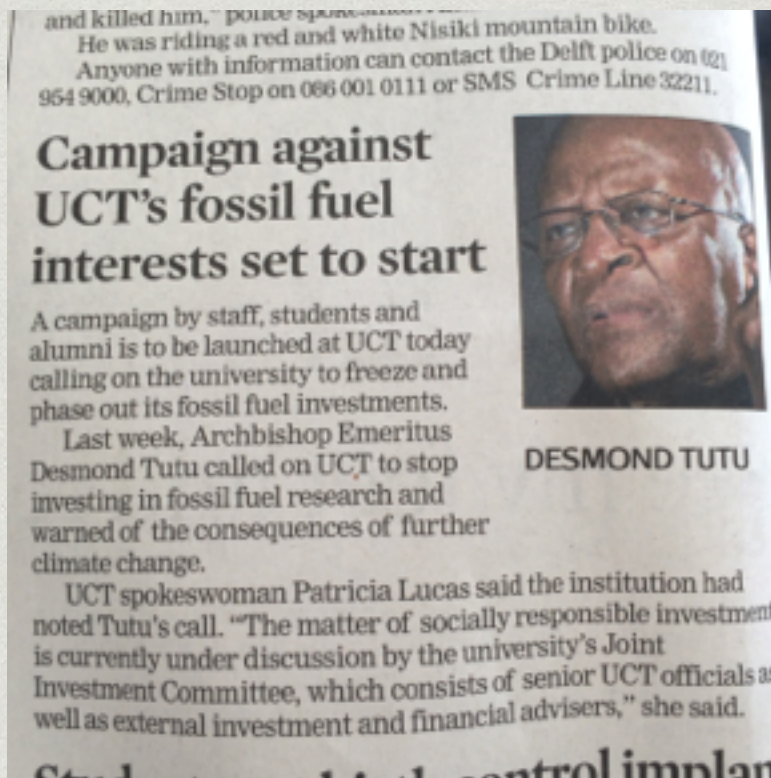 and killed him," police
He was riding a red and white Nisiki mountain bike.
Anyone with information can contact the Delft police on 021
954 9000, Crime Stop on 086 001 0111 or SMS Crime Line 32211.
Campaign against
UCT's fossil fuel
interests set to start
A campaign by staff, students and
alumni is to be launched at UCT today
calling on the university to freeze and
phase out its fossil fuel investments.
Last week, Archbishop Emeritus
Desmond Tutu called on UCT to stop
investing in fossil fuel research and
warned of the consequences of further
climate change.
DESMOND TUTU
UCT spokeswoman Patricia Lucas said the institution had
noted Tutu's call. “The matter of socially responsible investment
is currently under discussion by the university's Joint
Investment Committee, which consists of senior UCT officials as
well as external investment and financial advisers,” she said.
control